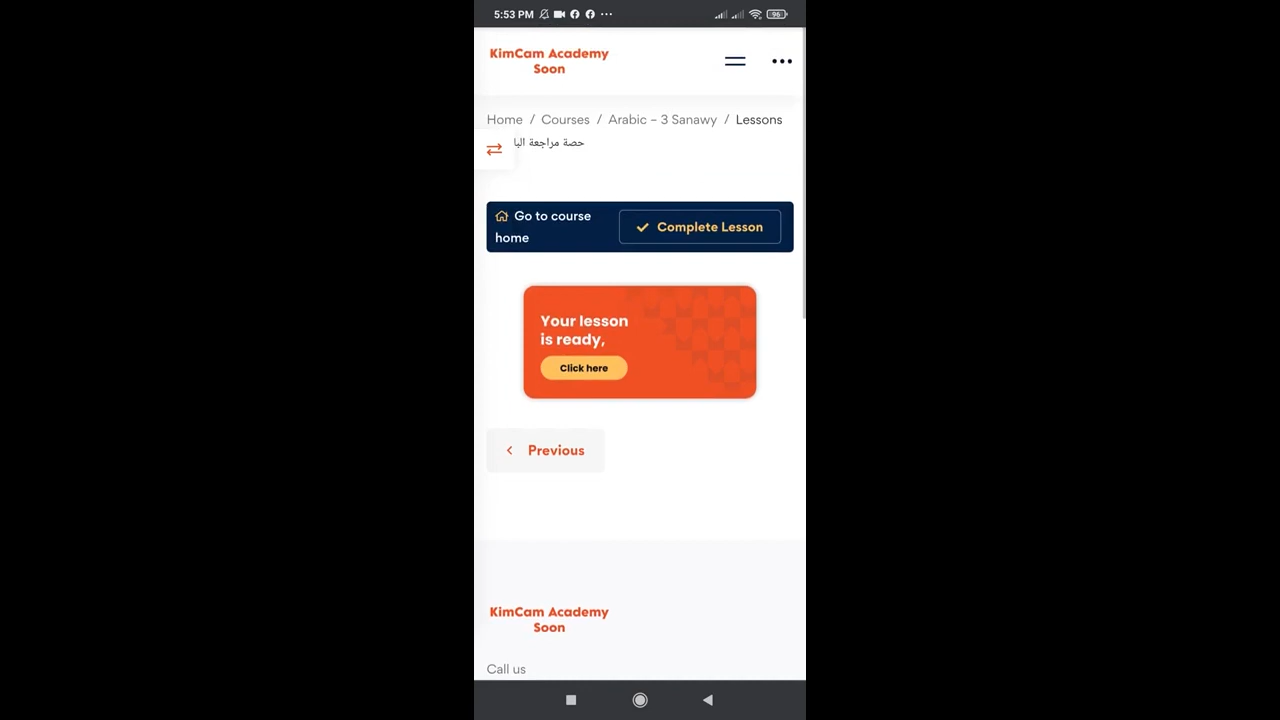 5:53 PM
96
KimCam Academy
Soon
Home / Courses / Arabic - 3 Sanawy / Lessons
حصة مراجعة
Go to course
home
Complete Lesson
Your lesson
is ready,
Click here
Previous
KimCam Academy
Soon
Call us